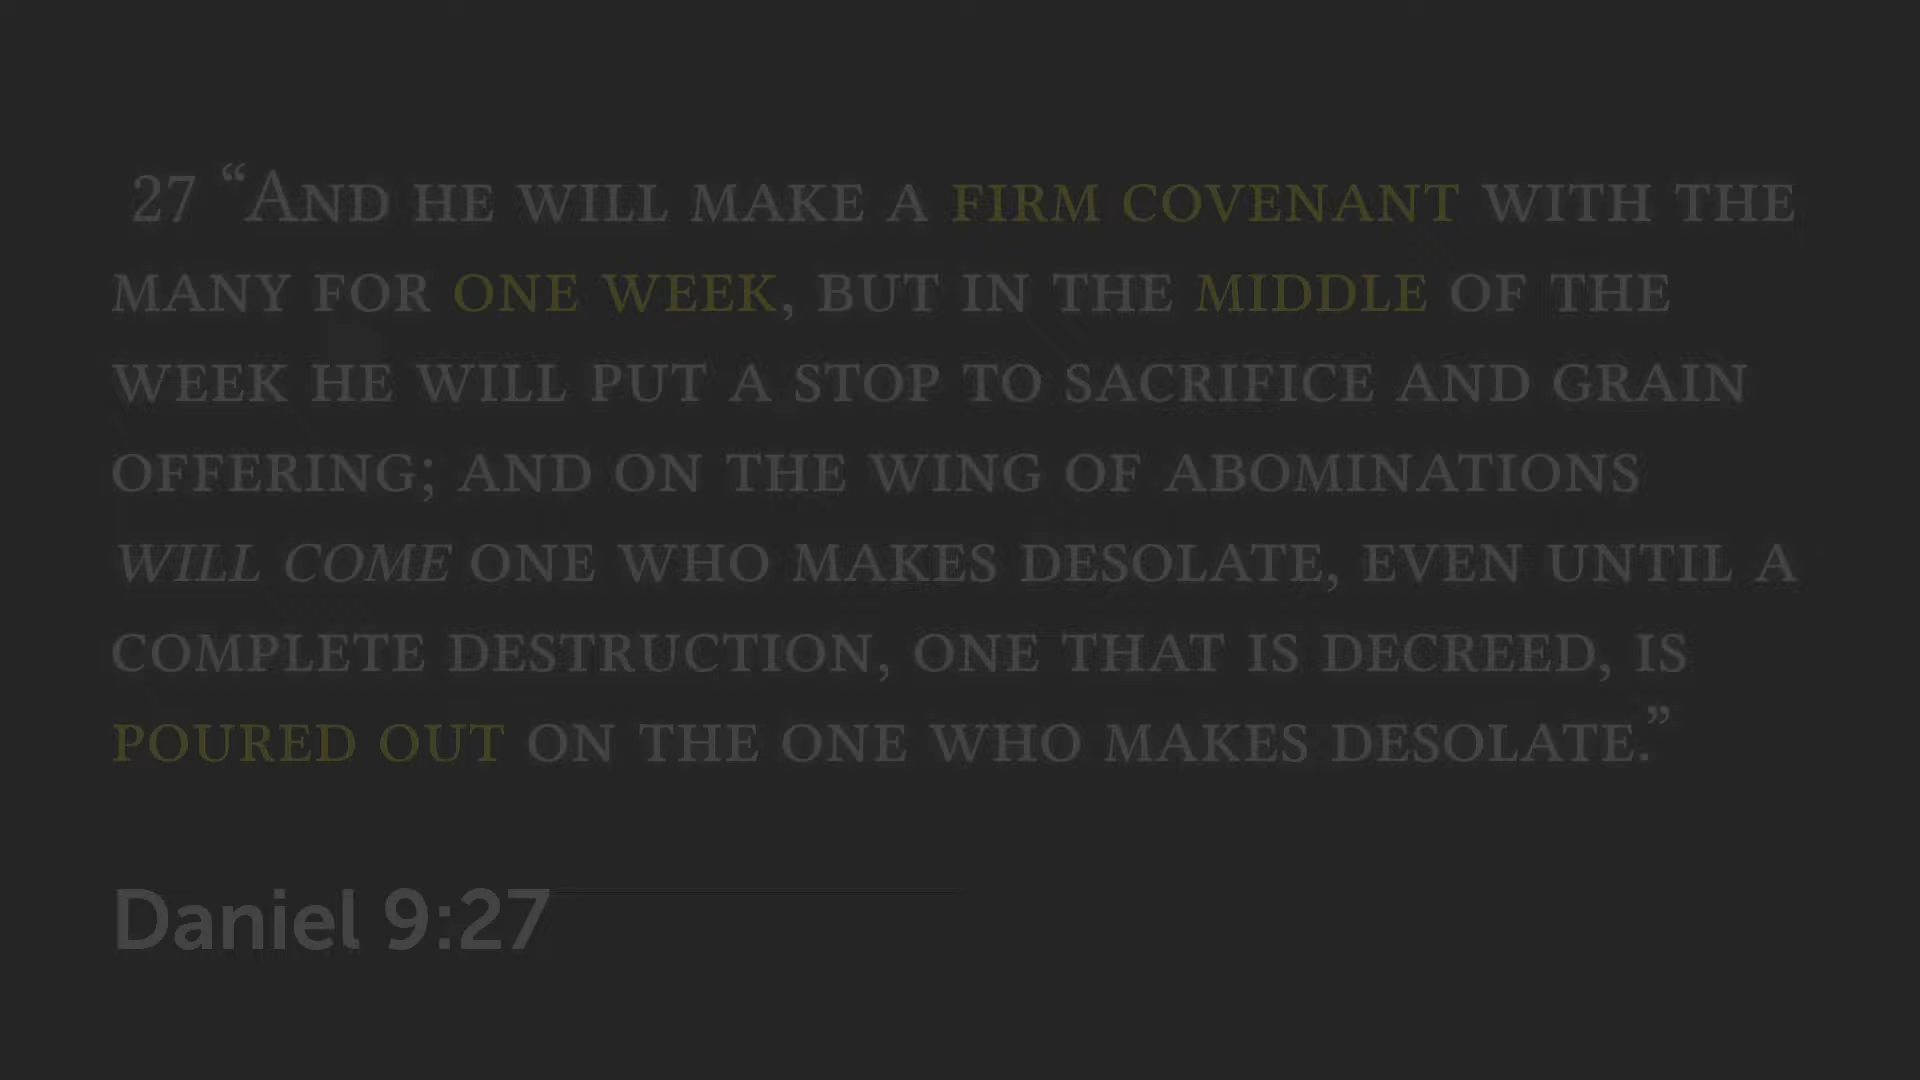 27 “And he will make a firm covenant with the
many for one week, but in the middle of the
week he will put a stop to sacrifice and grain
offering; and on the wing of abominations
will come one who makes desolate, even until a
complete destruction, one that is decreed, is
poured out on the one who makes desolate.”
Daniel 9:27